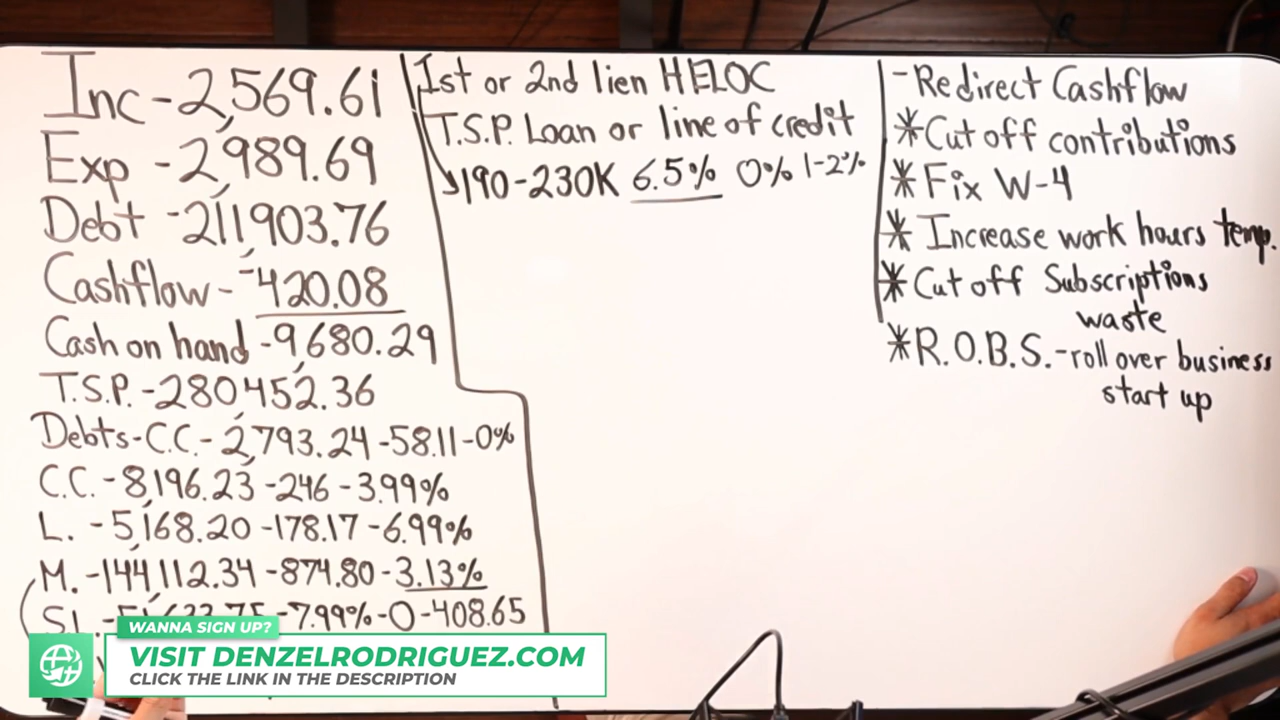 Inc - 2,569.61
Exp - 2,989.69
Debt - 211,903.76
Cashflow - -420.08
Cash on hand - 9,680.29
T.S.P. - 280,452.36
Debts - C.C. - 2,793.24 - 58.11 - 0%
C.C. - 8,196.23 - 246 - 3.99%
L. - 5,168.20 - 178.17 - 6.99%
M. - 144,112.34 - 874.80 - 3.13%
- 7.99% - 0 - 408.65
1st or 2nd lien HELOC
T.S.P. Loan or line of credit
190-230K 6.5% 0% 1-2%
- Redirect Cashflow
* Cut off contributions
* Fix W-4
* Increase work hours temp.
* Cut off Subscriptions
waste
* R.O.B.S. - roll over business
start up
WANNA SIGN UP?
VISIT DENZELRODRIGUEZ.COM
CLICK THE LINK IN THE DESCRIPTION